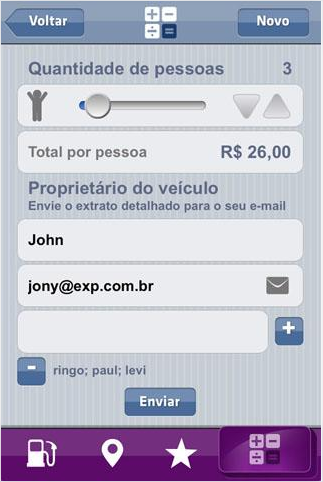 Voltar
Novo
Quantidade de pessoas 3
Total por pessoa R$ 26,00
Proprietário do veículo
Envie o extrato detalhado para o seu e-mail
John
jony@exp.com.br
+
- ringo; paul; levi
Enviar